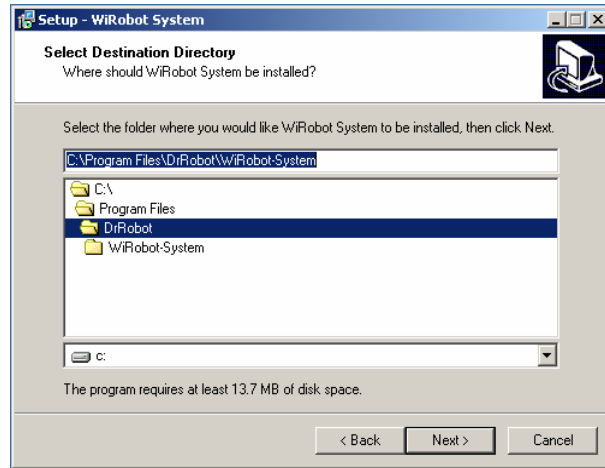 Setup - WiRobot System
Select Destination Directory
Where should WiRobot System be installed?
Select the folder where you would like WiRobot System to be installed, then click Next.
C:\Program Files\DrRobot\WiRobot-System
C:\
Program Files
DrRobot
WiRobot-System
c:
The program requires at least 13.7 MB of disk space.
< Back Next > Cancel